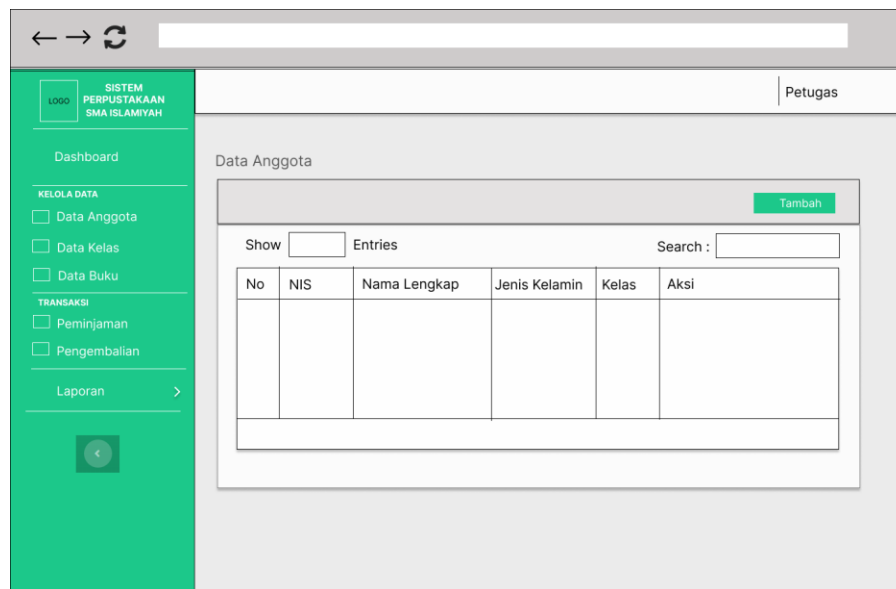 LOGO
SISTEM
PERPUSTAKAAN
SMA ISLAMIYAH
Petugas
Dashboard
KELOLA DATA
Data Anggota
Data Kelas
Data Buku
TRANSAKSI
Peminjaman
Pengembalian
Laporan
Data Anggota
Tambah
Show Entries Search :
No NIS Nama Lengkap Jenis Kelamin Kelas Aksi